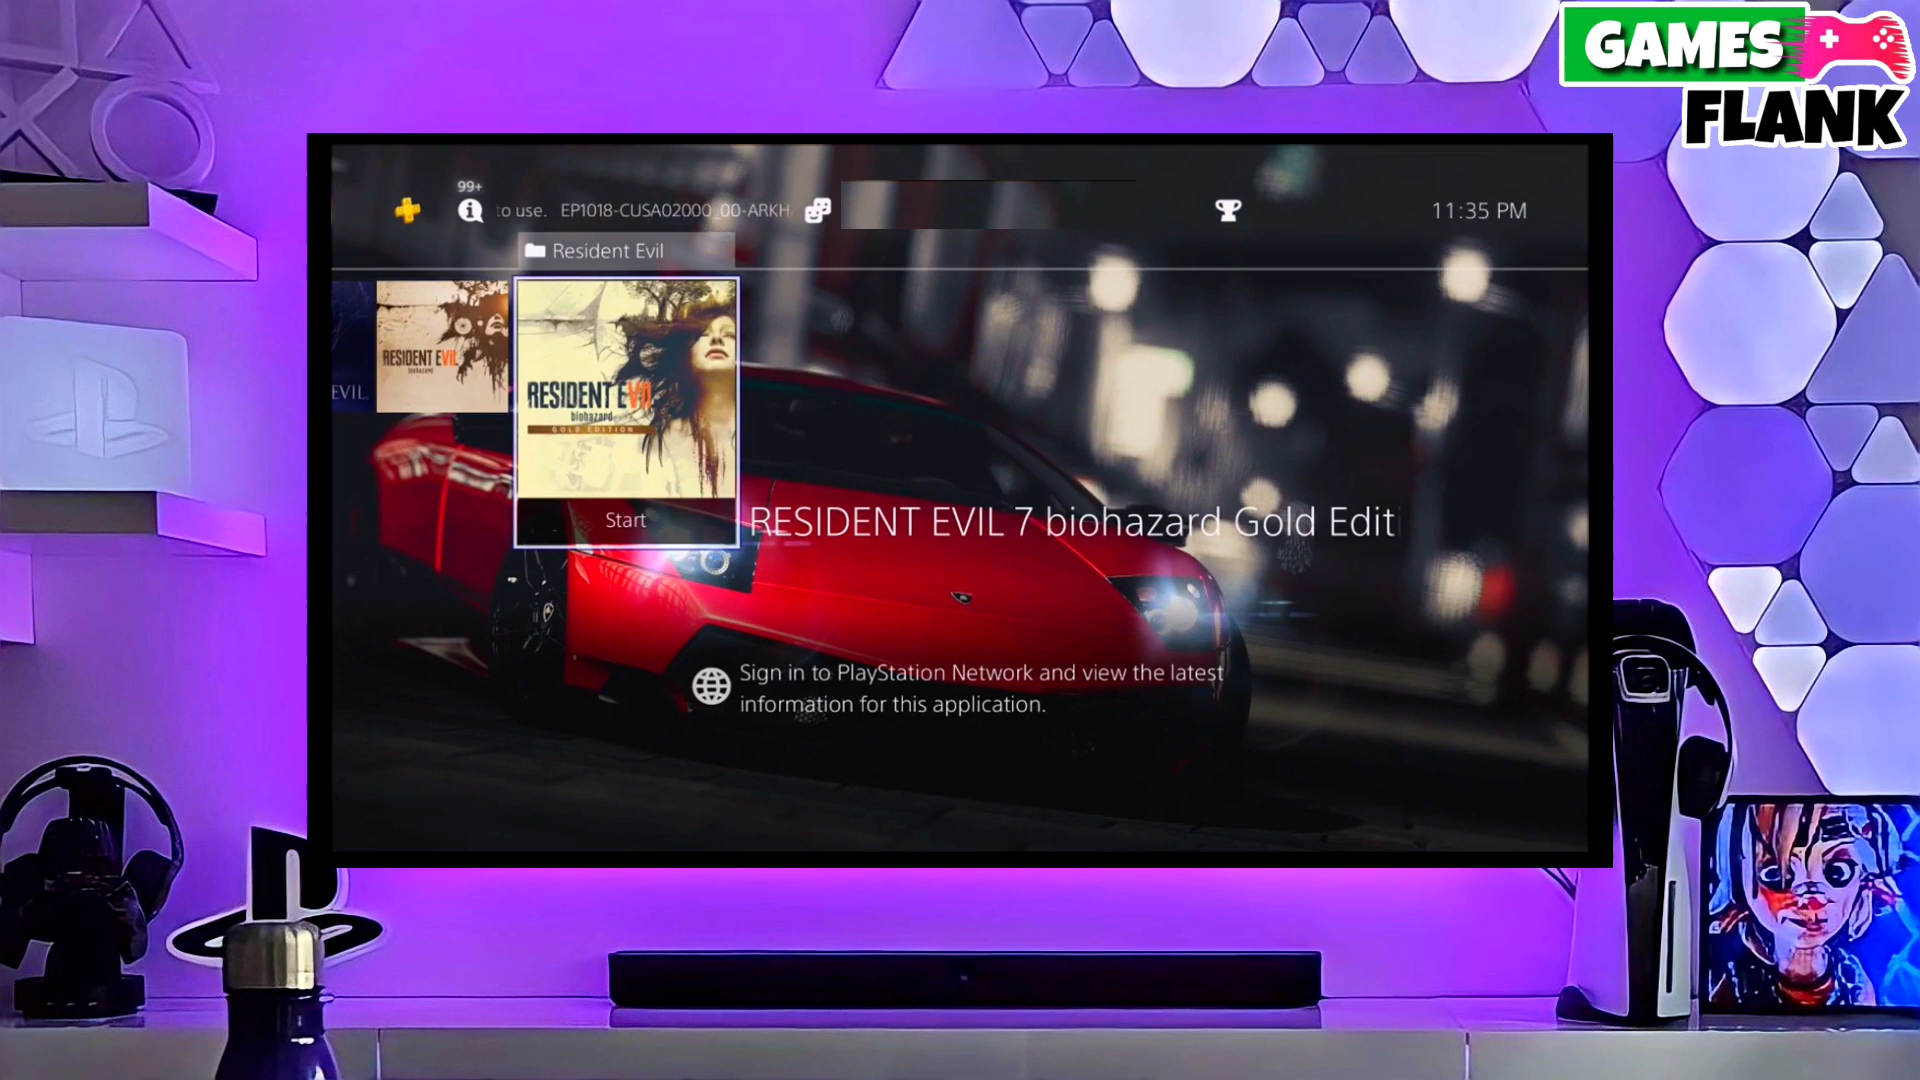 GAMES
FLANK
99+
to use. EP1018-CUSA02000_00-ARKH
11:35 PM
Resident Evil
EVIL
RESIDENT EVIL
biohazard
RESIDENT EVII
biohazard
GOLD EDITION
Start
RESIDENT EVIL 7 biohazard Gold Edit
Sign in to PlayStation Network and view the latest
information for this application.